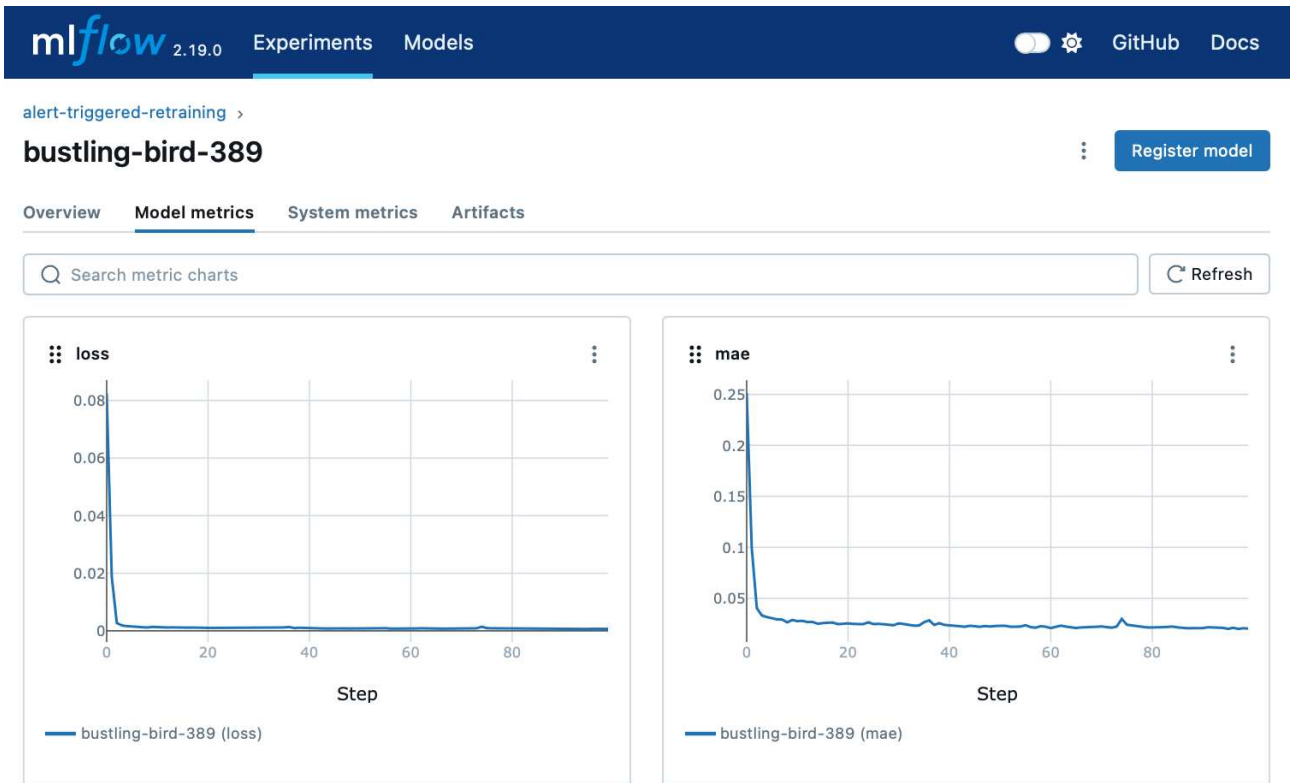 mlflow 2.19.0 Experiments Models GitHub Docs
alert-triggered-retraining >
bustling-bird-389
Register model
Overview Model metrics System metrics Artifacts
Search metric charts
Refresh
loss
0.08
0.06
0.04
0.02
0
0 20 40 60 80
Step
bustling-bird-389 (loss)
mae
0.25
0.2
0.15
0.1
0.05
0 20 40 60 80
Step
bustling-bird-389 (mae)